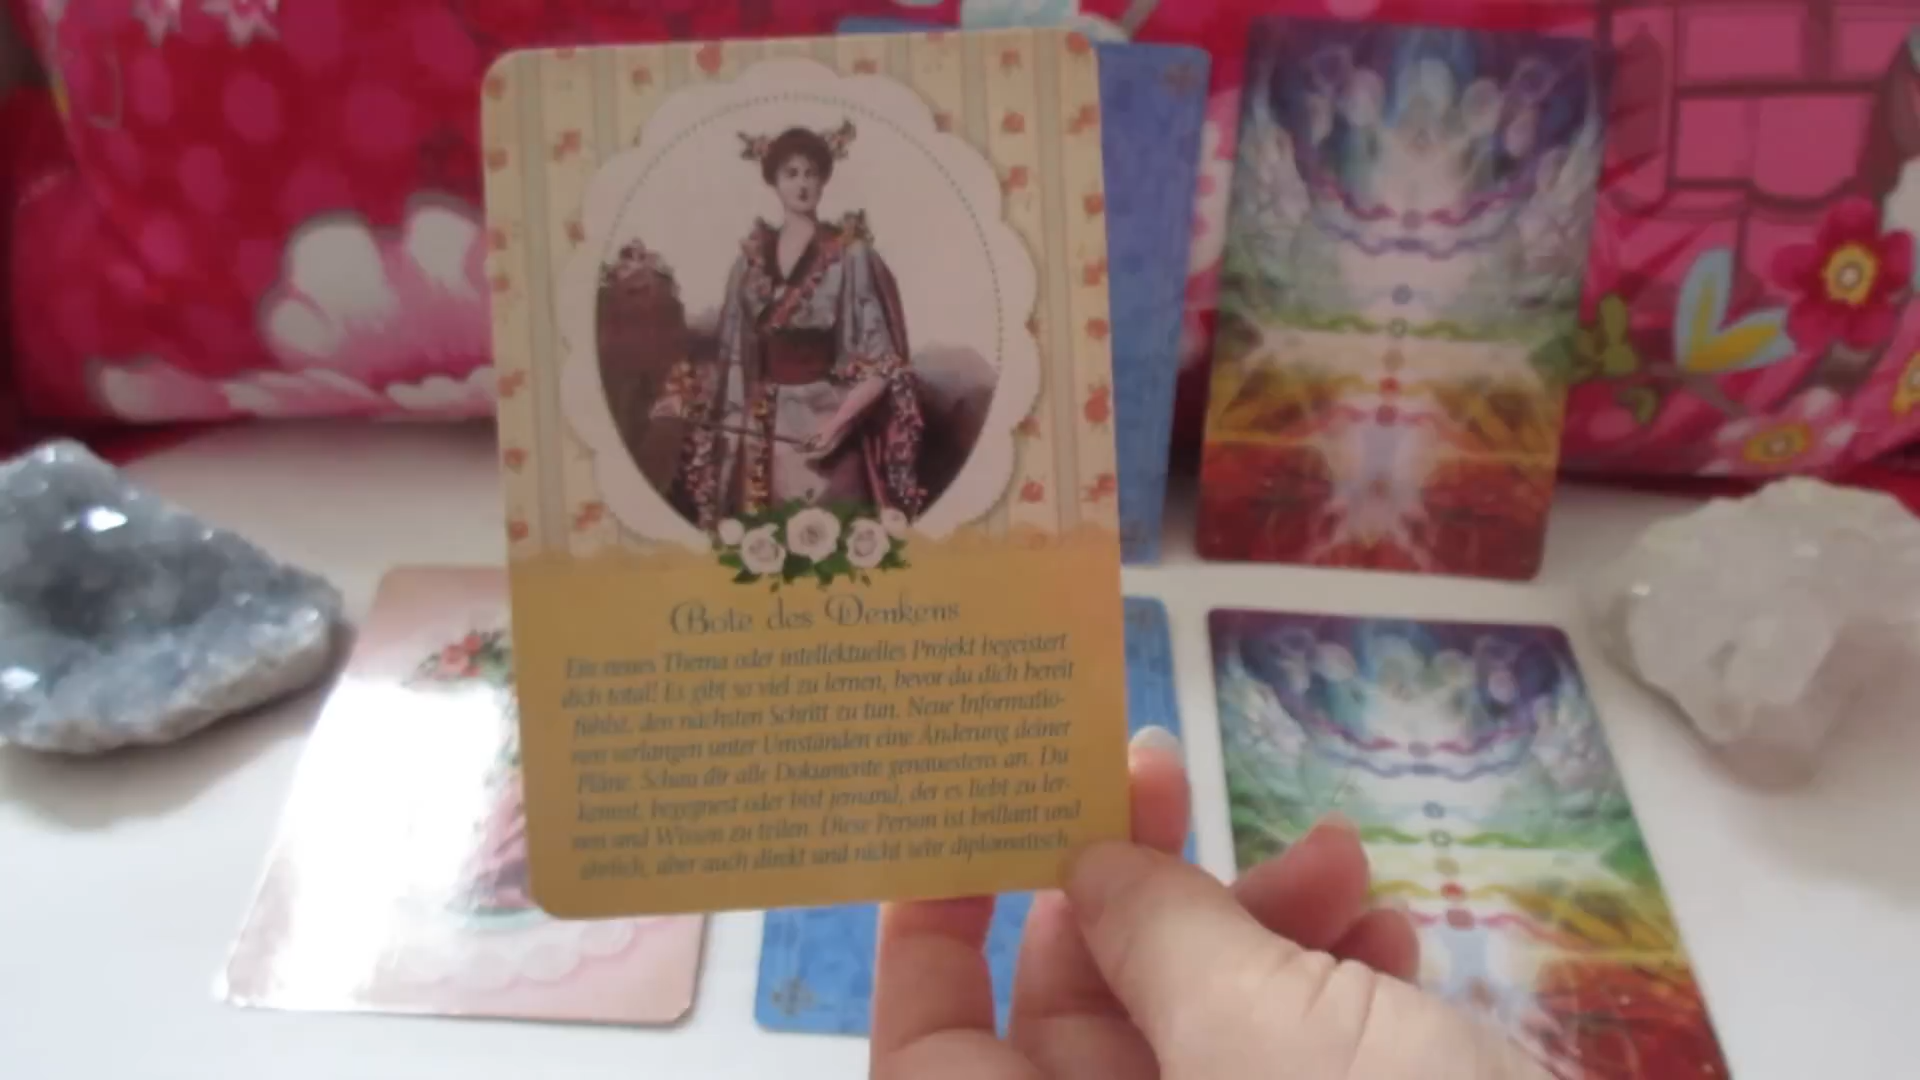 Bote des Denkens
Ein neues Thema oder intellektuelles Projekt begeistert
dich total! Es gibt so viel zu lernen, bevor du dich bereit
fühlst, den nächsten Schritt zu tun. Neue Informatio-
nen verlangen unter Umständen eine Änderung deiner
Pläne. Schau dir alle Dokumente genauestens an. Du
kennst, begegnest oder bist jemand, der es liebt zu ler-
nen und Wissen zu teilen. Diese Person ist brillant und
ehrlich, aber auch direkt und nicht sehr diplomatisch.